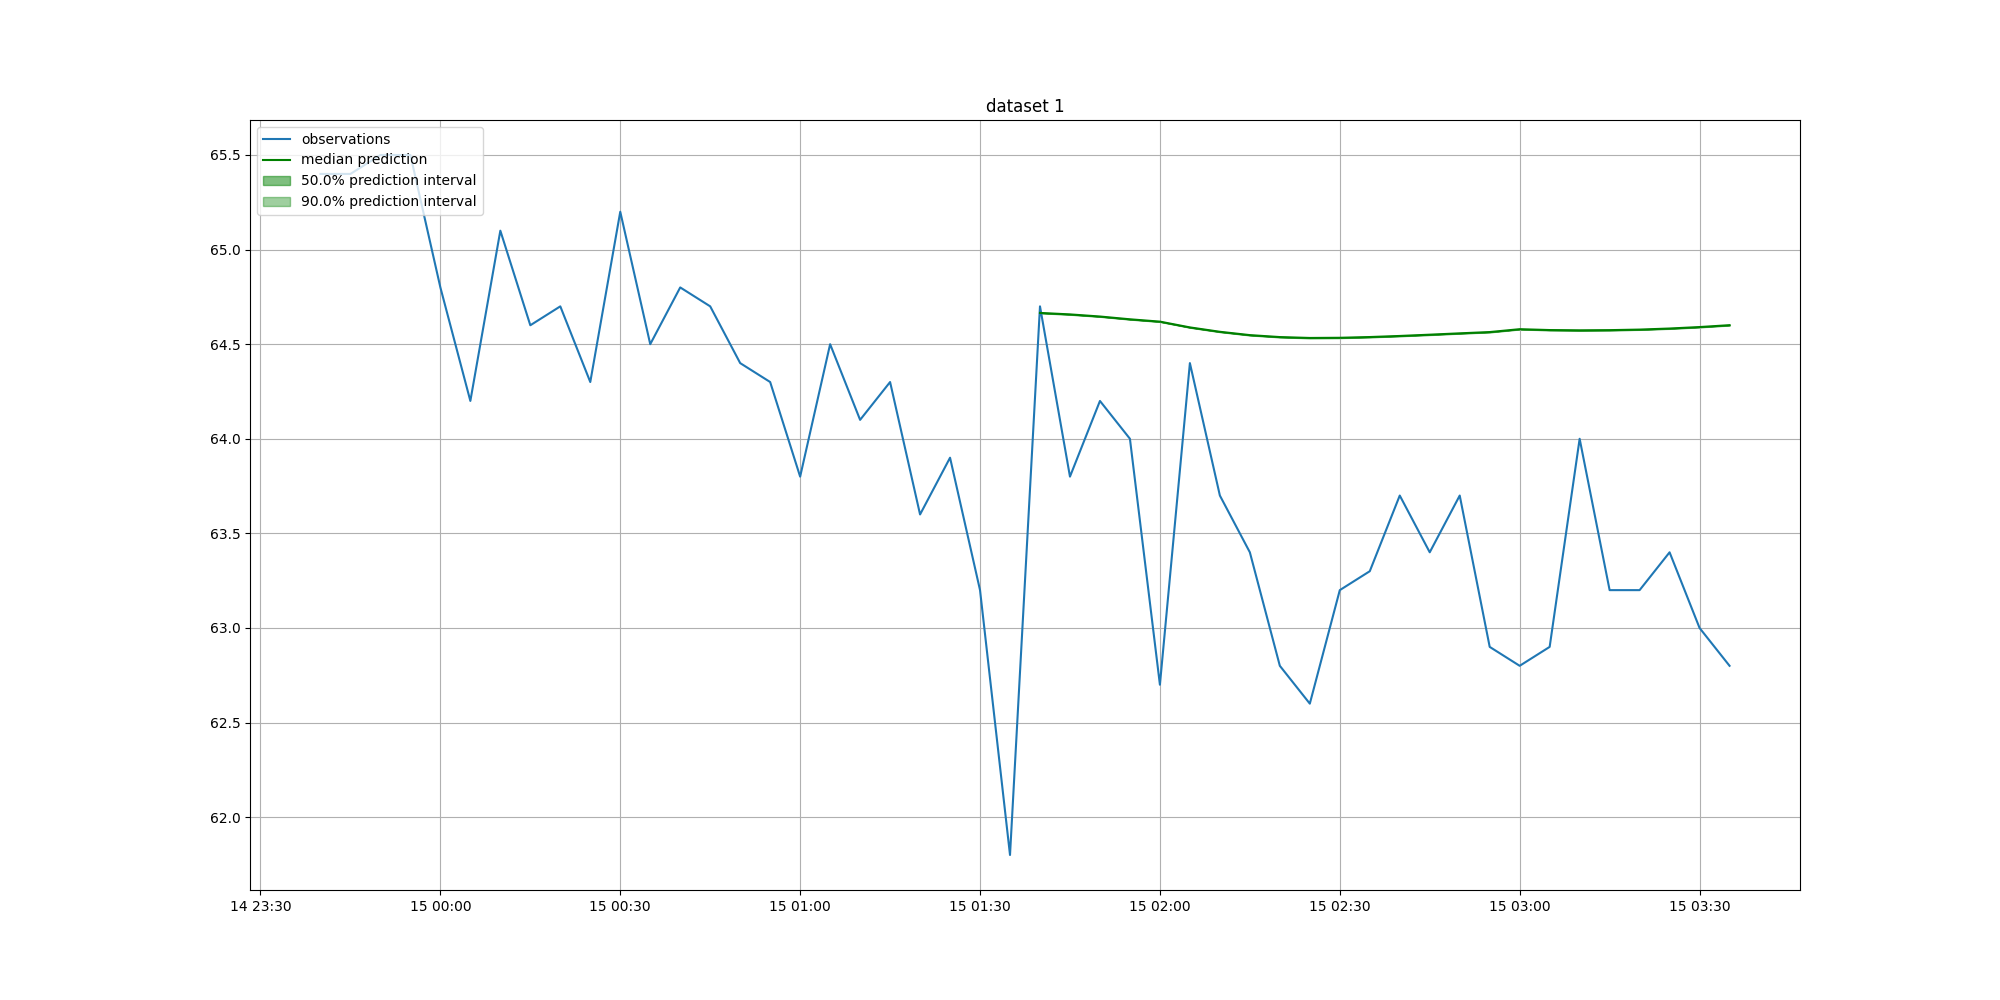 dataset 1
observations
median prediction
50.0% prediction interval
90.0% prediction interval
65.5
65.0
64.5
64.0
63.5
63.0
62.5
62.0
14 23:30 15 00:00 15 00:30 15 01:00 15 01:30 15 02:00 15 02:30 15 03:00 15 03:30